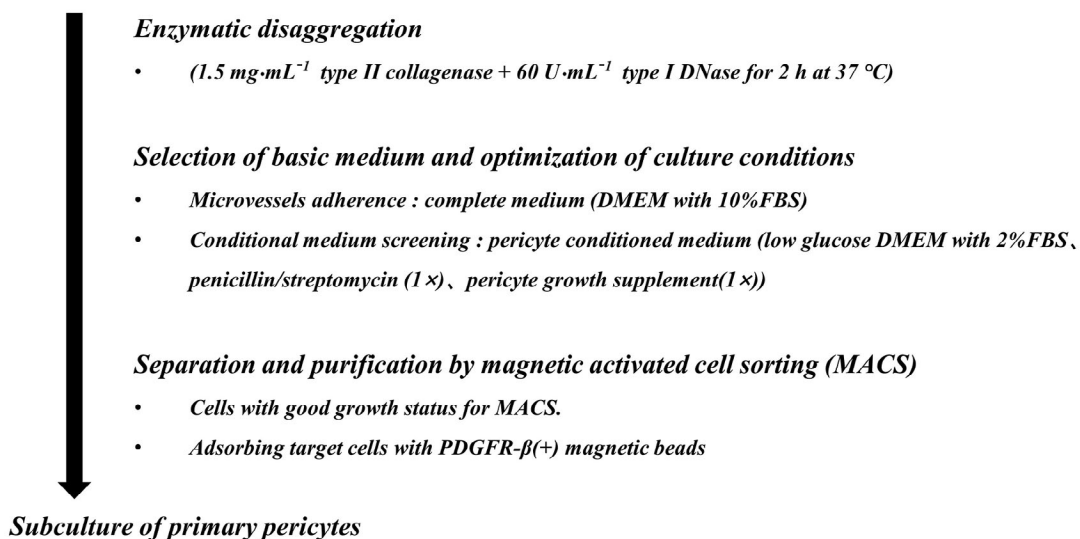 Enzymatic disaggregation
• (1.5 mg·mL⁻¹ type II collagenase + 60 U·mL⁻¹ type I DNase for 2 h at 37 °C)
Selection of basic medium and optimization of culture conditions
• Microvessels adherence : complete medium (DMEM with 10%FBS)
• Conditional medium screening : pericyte conditioned medium (low glucose DMEM with 2%FBS、
penicillin/streptomycin (1×)、pericyte growth supplement(1×))
Separation and purification by magnetic activated cell sorting (MACS)
• Cells with good growth status for MACS.
• Adsorbing target cells with PDGFR-β(+) magnetic beads
Subculture of primary pericytes